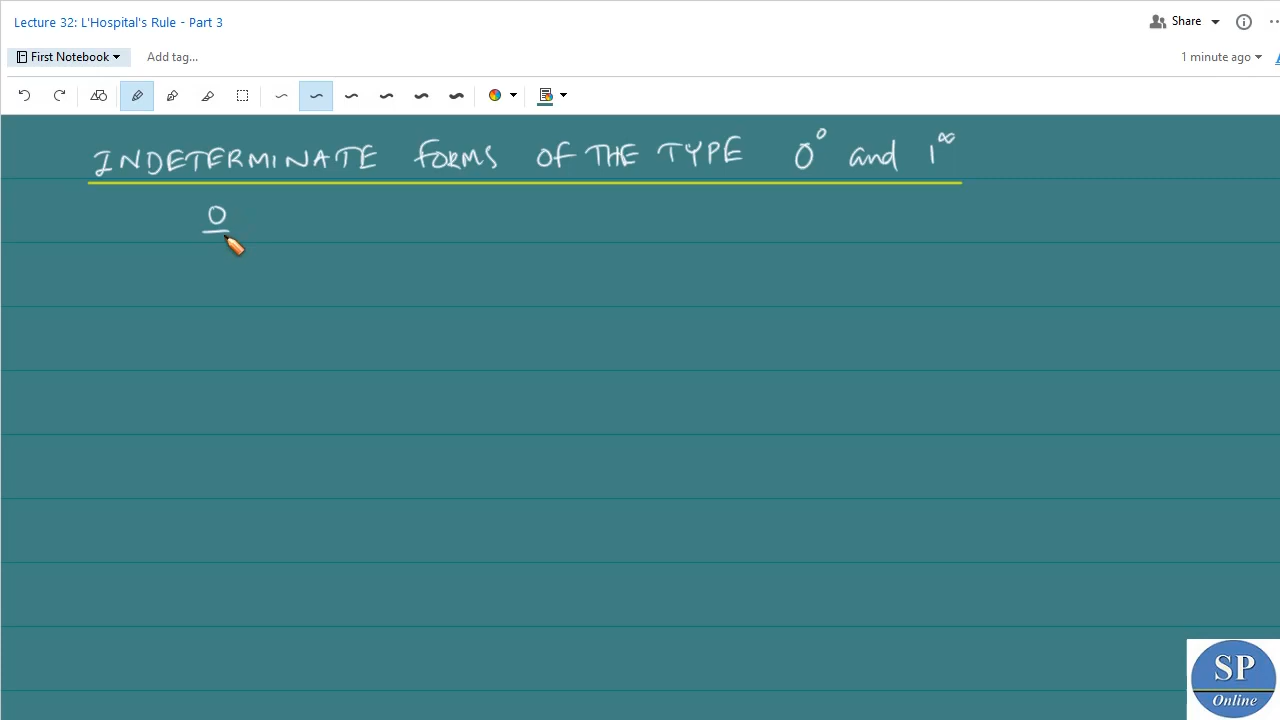 Lecture 32: L'Hospital's Rule - Part 3
Share
First Notebook
Add tag...
1 minute ago
INDETERMINATE forms OF THE TYPE 0⁰ and 1^∞
0
SP
Online